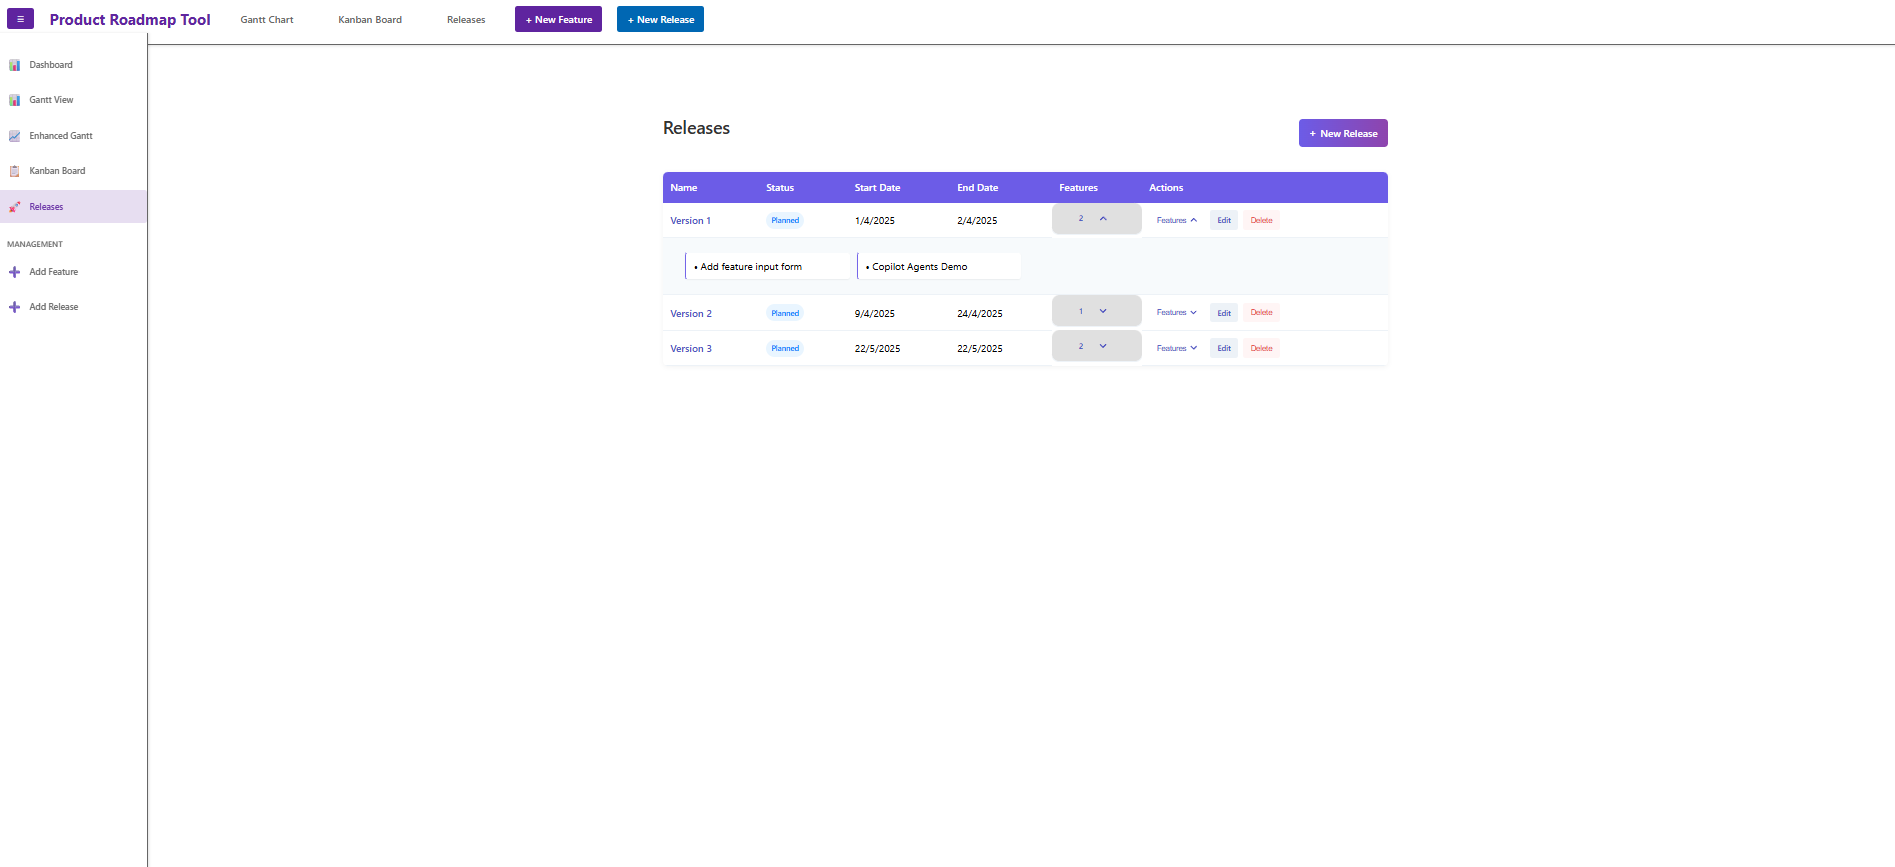 ☰ Product Roadmap Tool Gantt Chart Kanban Board Releases + New Feature + New Release
Dashboard
Gantt View
Enhanced Gantt
Kanban Board
Releases
MANAGEMENT
Add Feature
Add Release
Releases + New Release
Name Status Start Date End Date Features Actions
Version 1 Planned 1/4/2025 2/4/2025 2 Features Edit Delete
• Add feature input form • Copilot Agents Demo
Version 2 Planned 9/4/2025 24/4/2025 1 Features Edit Delete
Version 3 Planned 22/5/2025 22/5/2025 2 Features Edit Delete